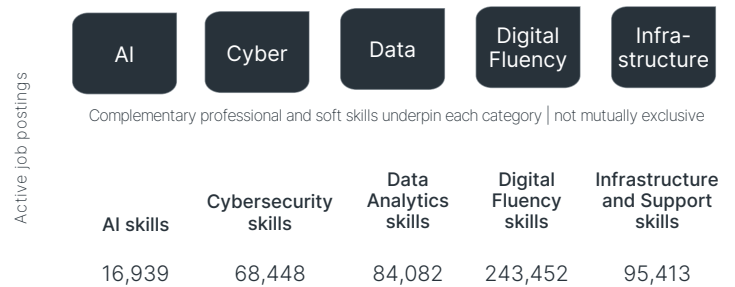 AI
Cyber
Data
Digital
Fluency
Infra-
structure
Complementary professional and soft skills underpin each category | not mutually exclusive
Active job postings
AI skills
Cybersecurity
skills
Data
Analytics
skills
Digital
Fluency
skills
Infrastructure
and Support
skills
16,939
68,448
84,082
243,452
95,413